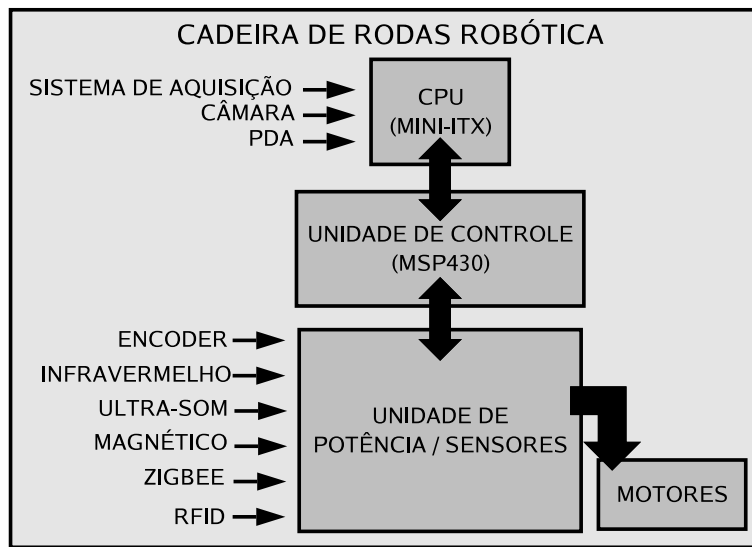 CADEIRA DE RODAS ROBÓTICA
SISTEMA DE AQUISIÇÃO
CÂMARA
PDA
CPU
(MINI-ITX)
UNIDADE DE CONTROLE
(MSP430)
ENCODER
INFRAVERMELHO
ULTRA-SOM
MAGNÉTICO
ZIGBEE
RFID
UNIDADE DE
POTÊNCIA / SENSORES
MOTORES